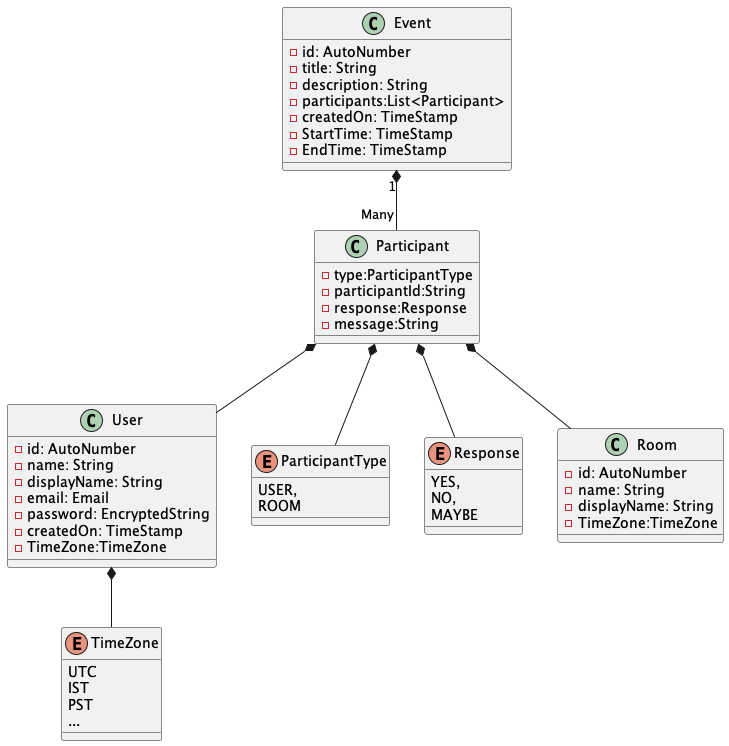 C Event
id: AutoNumber
title: String
description: String
participants:List<Participant>
createdOn: TimeStamp
StartTime: TimeStamp
EndTime: TimeStamp
1
Many
C Participant
type:ParticipantType
participantId:String
response:Response
message:String
C User
id: AutoNumber
name: String
displayName: String
email: Email
password: EncryptedString
createdOn: TimeStamp
TimeZone:TimeZone
E ParticipantType
USER,
ROOM
E Response
YES,
NO,
MAYBE
C Room
id: AutoNumber
name: String
displayName: String
TimeZone:TimeZone
E TimeZone
UTC
IST
PST
...